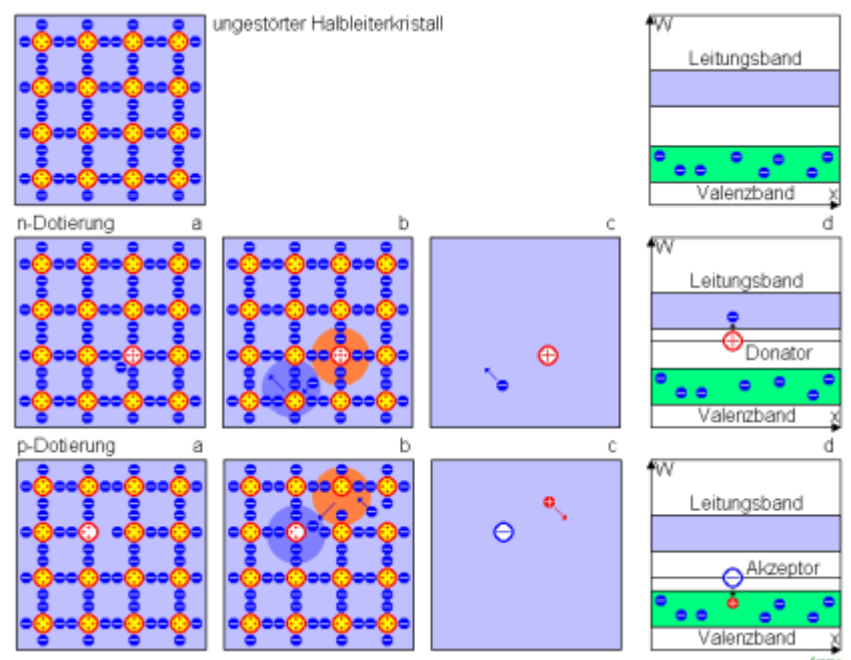 ungestörter Halbleiterkristall
W
Leitungsband
Valenzband
x
n-Dotierung a
b
c
d
W
Leitungsband
Donator
Valenzband
x
p-Dotierung a
b
c
d
W
Leitungsband
Akzeptor
Valenzband
x